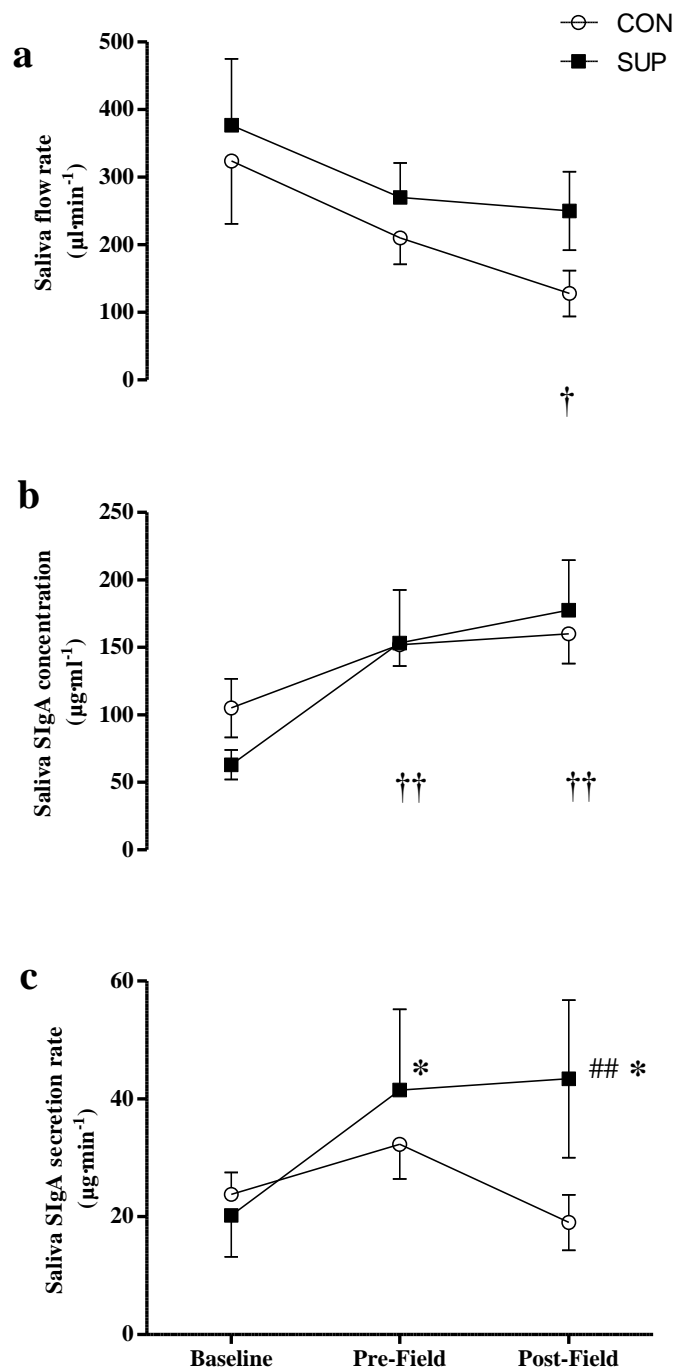 CON
SUP
a
500
400
300
200
100
0
Saliva flow rate
(µl·min⁻¹)
†
b
250
200
150
100
50
0
Saliva SIgA concentration
(µg·ml⁻¹)
†† ††
c
60
40
20
0
Saliva SIgA secretion rate
(µg·min⁻¹)
*
## *
Baseline Pre-Field Post-Field